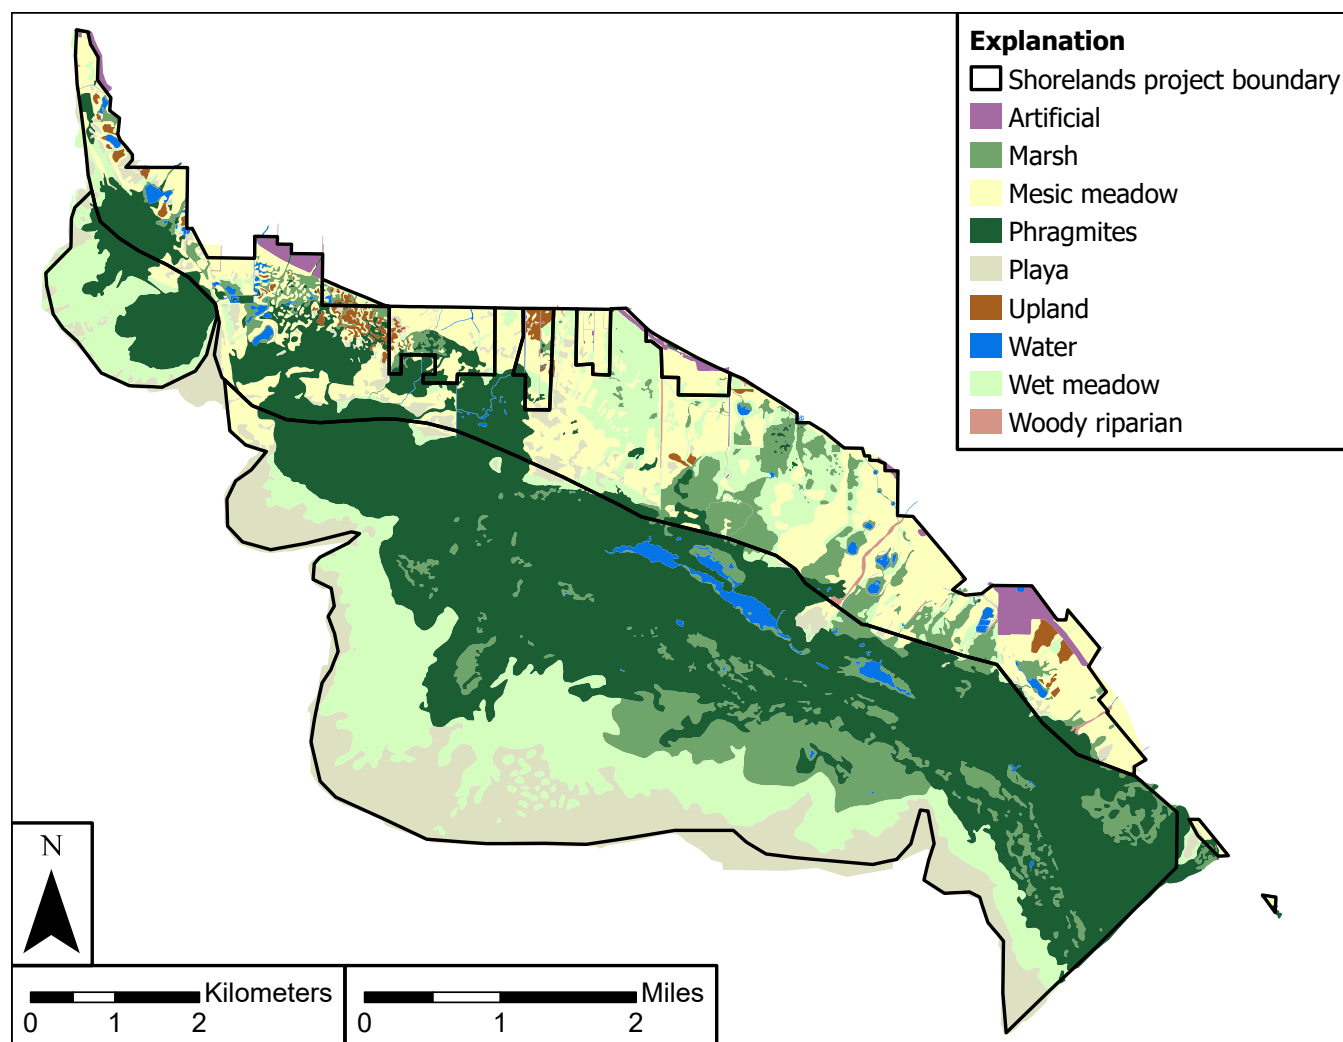 Explanation
Shorelands project boundary
Artificial
Marsh
Mesic meadow
Phragmites
Playa
Upland
Water
Wet meadow
Woody riparian
N
Kilometers
0 1 2
Miles
0 1 2